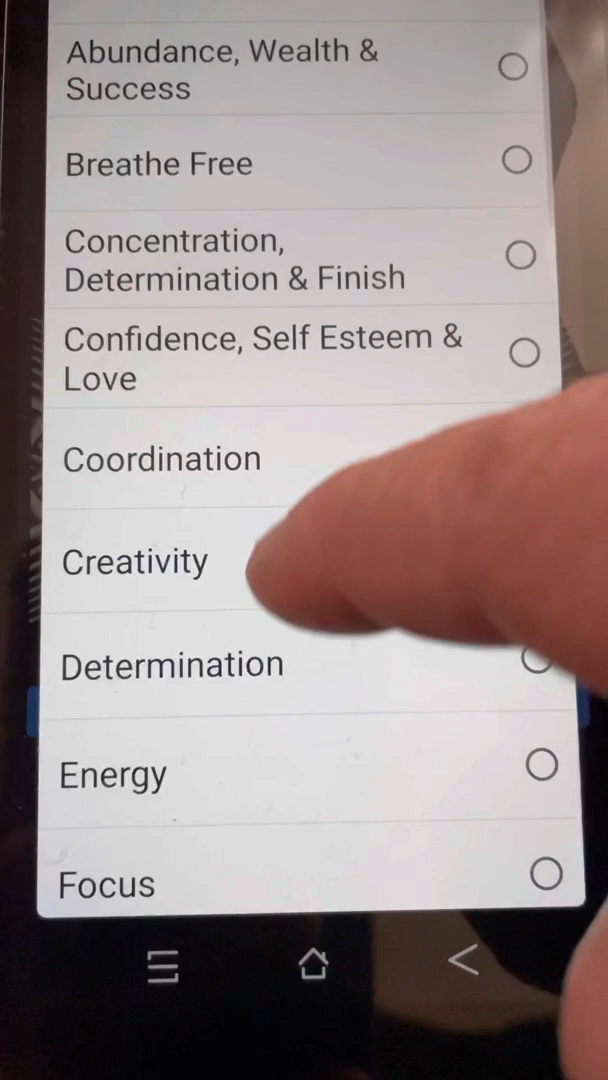 Abundance, Wealth &
Success
Breathe Free
Concentration,
Determination & Finish
Confidence, Self Esteem &
Love
Coordination
Creativity
Determination
Energy
Focus